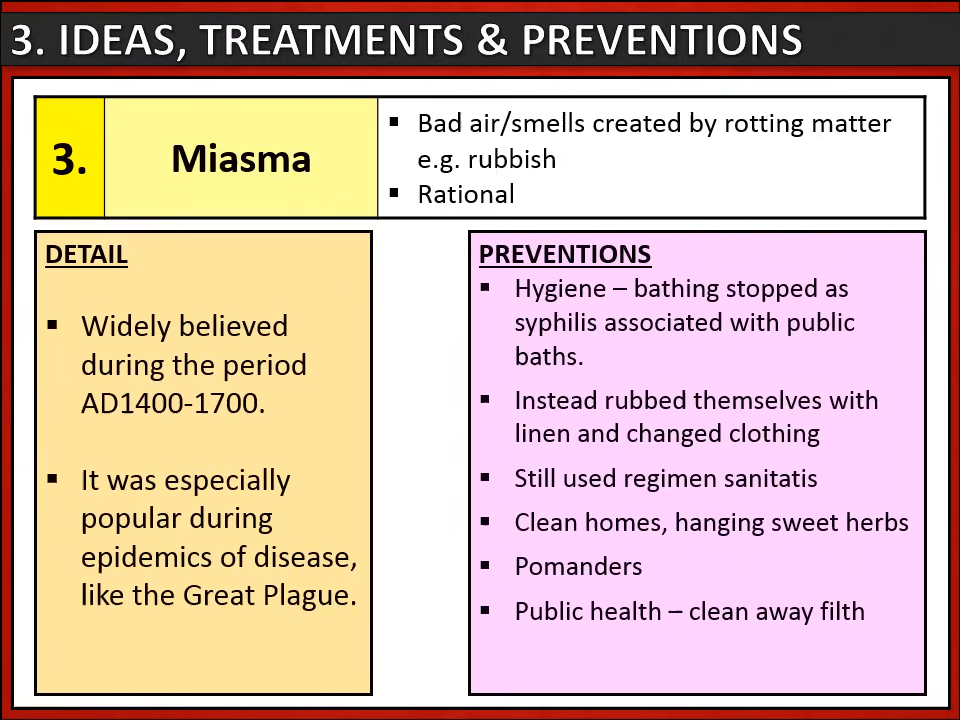 3. IDEAS, TREATMENTS & PREVENTIONS
3.
Miasma
▪ Bad air/smells created by rotting matter
e.g. rubbish
▪ Rational
DETAIL
▪ Widely believed
during the period
AD1400-1700.
▪ It was especially
popular during
epidemics of disease,
like the Great Plague.
PREVENTIONS
▪ Hygiene – bathing stopped as
syphilis associated with public
baths.
▪ Instead rubbed themselves with
linen and changed clothing
▪ Still used regimen sanitatis
▪ Clean homes, hanging sweet herbs
▪ Pomanders
▪ Public health – clean away filth